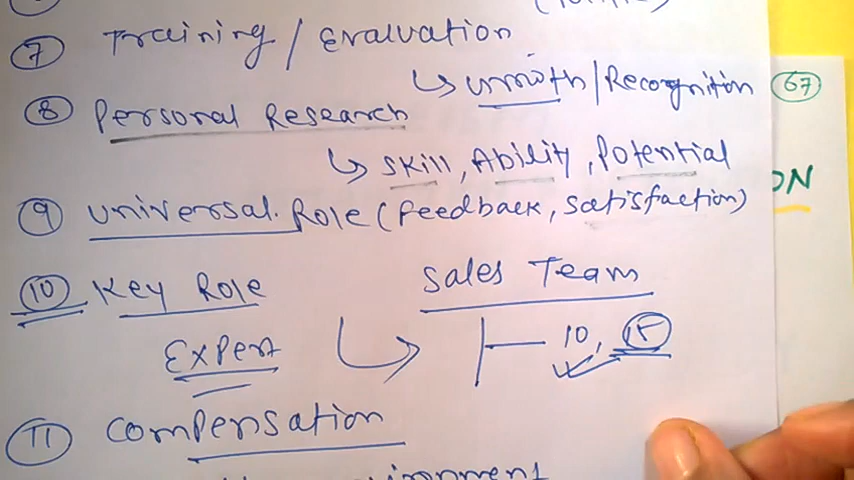 ⑦ Training / Evaluation
↳ Growth / Recognition
67
⑧ Personal Research
↳ Skill, Ability, Potential
ON
⑨ Universal Role (Feedback, Satisfaction)
⑩ Key Role
Sales Team
Expert
10, 15
⑪ Compensation